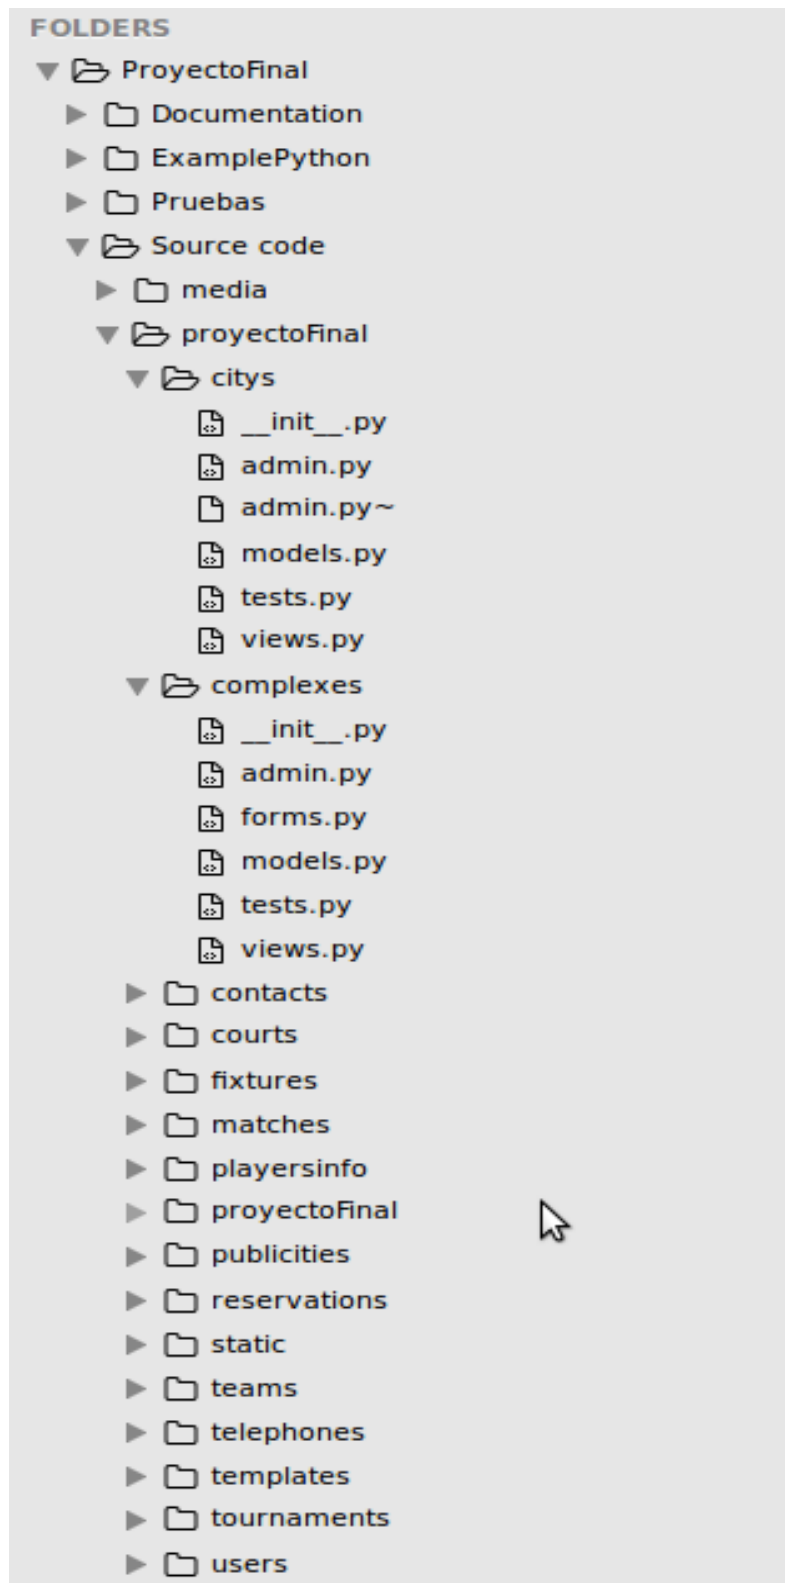 FOLDERS
ProyectoFinal
Documentation
ExamplePython
Pruebas
Source code
media
proyectoFinal
citys
__init__.py
admin.py
admin.py~
models.py
tests.py
views.py
complexes
__init__.py
admin.py
forms.py
models.py
tests.py
views.py
contacts
courts
fixtures
matches
playersinfo
proyectoFinal
publicities
reservations
static
teams
telephones
templates
tournaments
users